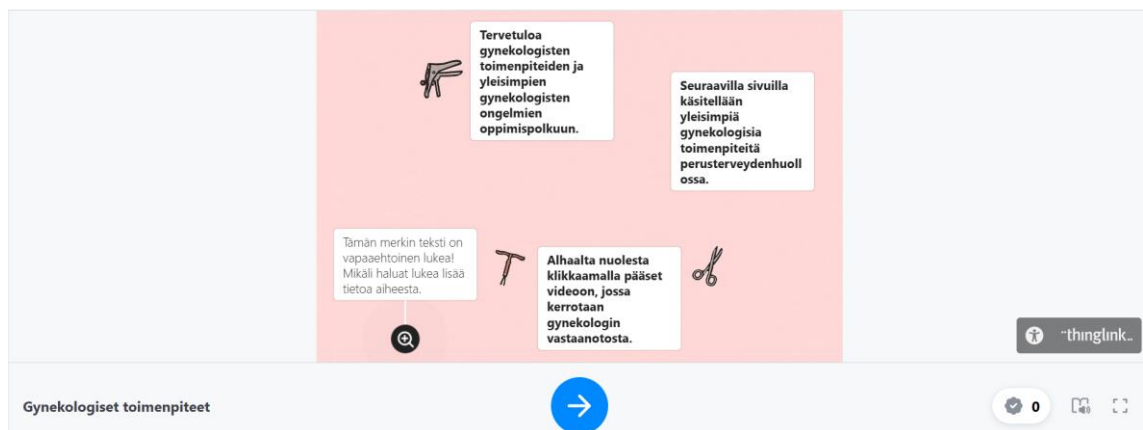 Tervetuloa
gynekologisten
toimenpiteiden ja
yleisimpien
gynekologisten
ongelmien
oppimispolkuun.
Seuraavilla sivuilla
käsitellään
yleisimpiä
gynekologisia
toimenpiteitä
perusterveydenhuoll
ossa.
Tämän merkin teksti on
vapaaehtoinen lukea!
Mikäli haluat lukea lisää
tietoa aiheesta.
Alhaalta nuolesta
klikkaamalla pääset
videoon, jossa
kerrotaan
gynekologin
vastaanotosta.
thinglink..
Gynekologiset toimenpiteet
0